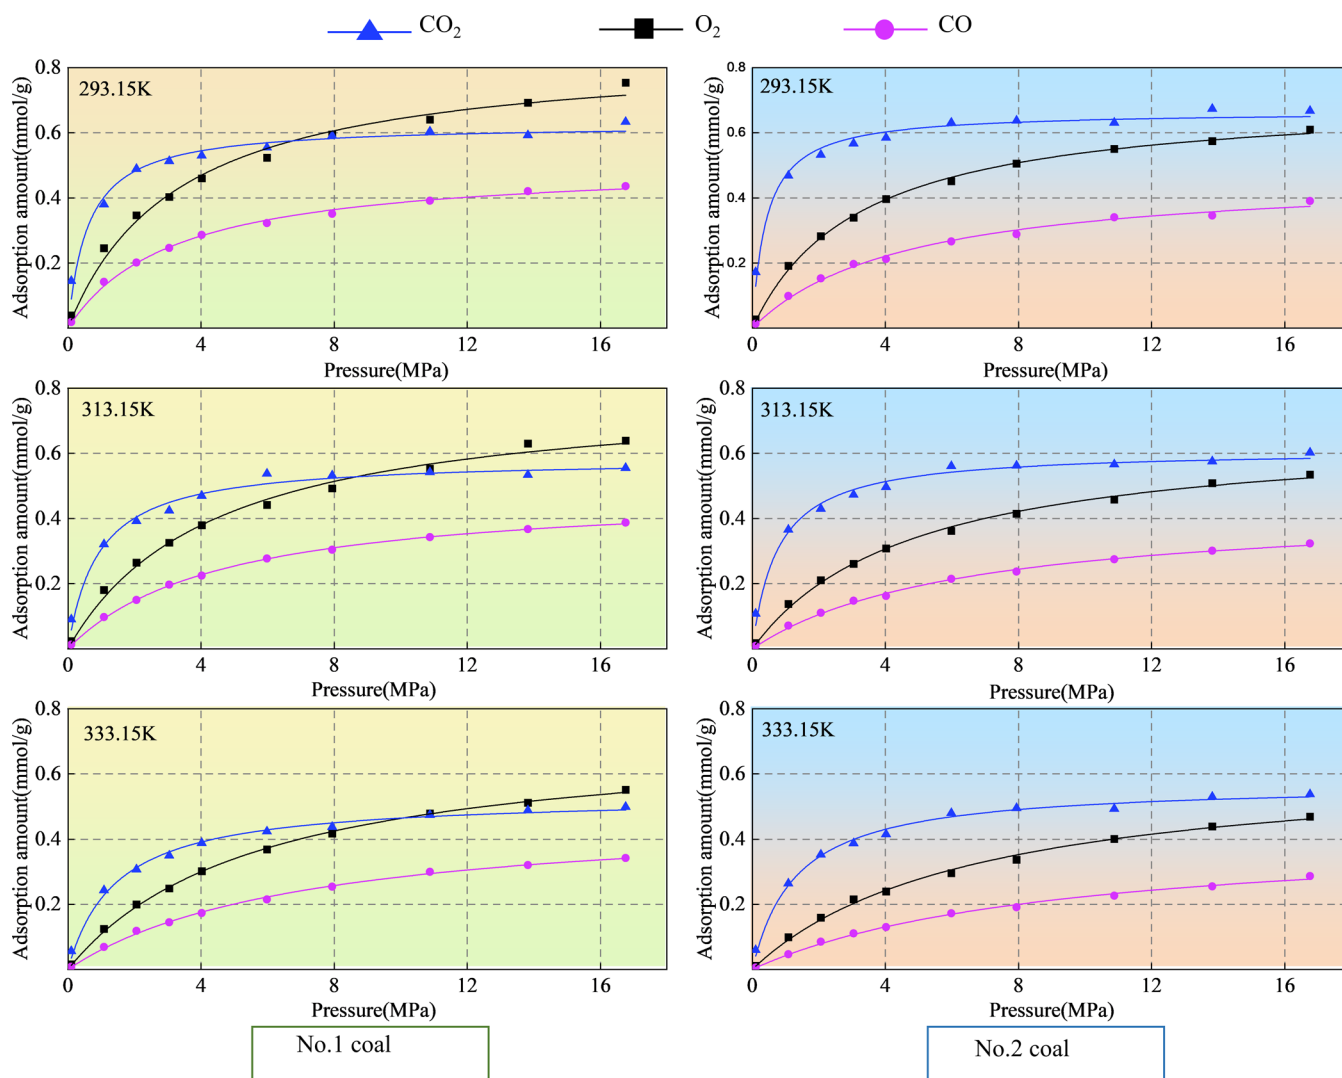 CO2 O2 CO
293.15K
Adsorption amount(mmol/g)
0.8
0.6
0.4
0.2
0 4 8 12 16
Pressure(MPa)
293.15K
Adsorption amount(mmol/g)
0.8
0.6
0.4
0.2
0 4 8 12 16
Pressure(MPa)
313.15K
Adsorption amount(mmol/g)
0.8
0.6
0.4
0.2
0 4 8 12 16
Pressure(MPa)
313.15K
Adsorption amount(mmol/g)
0.8
0.6
0.4
0.2
0 4 8 12 16
Pressure(MPa)
333.15K
Adsorption amount(mmol/g)
0.8
0.6
0.4
0.2
0 4 8 12 16
Pressure(MPa)
333.15K
Adsorption amount(mmol/g)
0.8
0.6
0.4
0.2
0 4 8 12 16
Pressure(MPa)
No.1 coal
No.2 coal